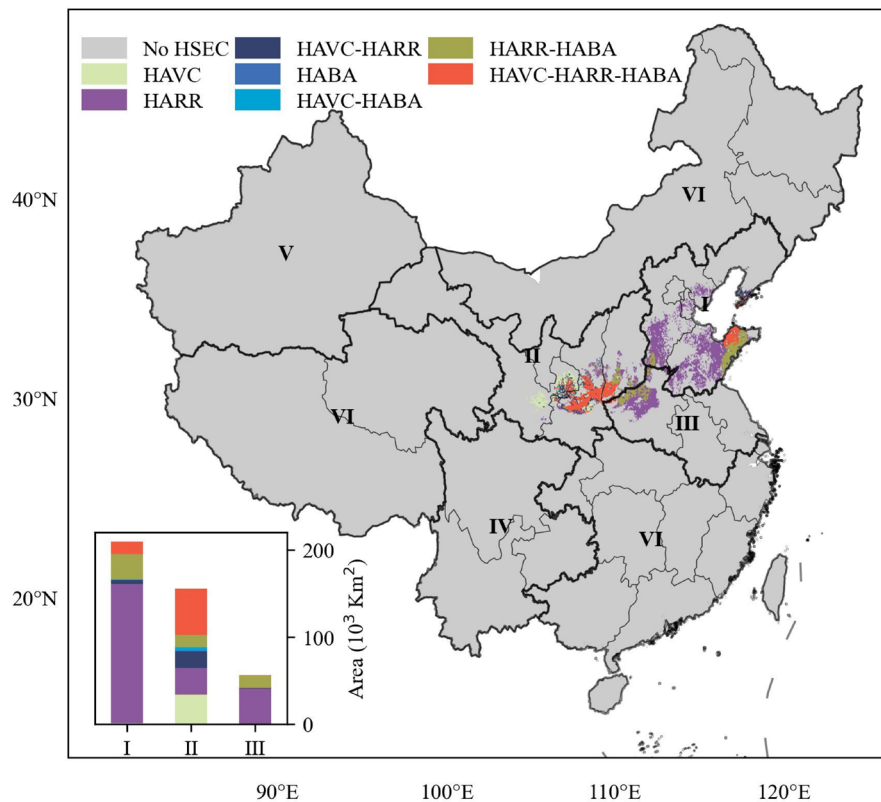 No HSEC HAVC-HARR HARR-HABA
HAVC HABA HAVC-HARR-HABA
HARR HAVC-HABA
40°N
VI
V
I
II
30°N
VI
III
IV
VI
200
20°N
100
Area (10³ Km²)
0
I II III
90°E 100°E 110°E 120°E